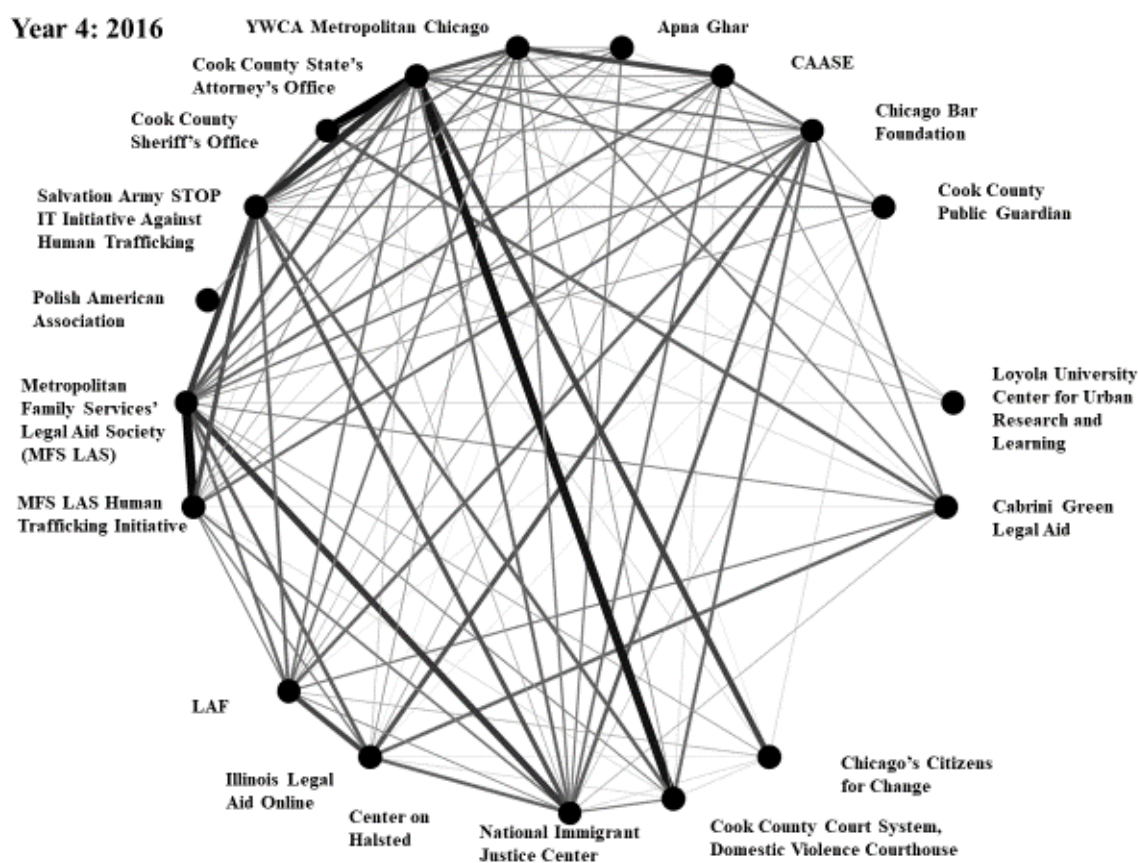 Year 4: 2016
YWCA Metropolitan Chicago
Apna Ghar
Cook County State’s
Attorney’s Office
CAASE
Cook County
Sheriff’s Office
Chicago Bar
Foundation
Salvation Army STOP
IT Initiative Against
Human Trafficking
Cook County
Public Guardian
Polish American
Association
Metropolitan
Family Services’
Legal Aid Society
(MFS LAS)
Loyola University
Center for Urban
Research and
Learning
MFS LAS Human
Trafficking Initiative
Cabrini Green
Legal Aid
LAF
Illinois Legal
Aid Online
Center on
Halsted
National Immigrant
Justice Center
Cook County Court System,
Domestic Violence Courthouse
Chicago’s Citizens
for Change